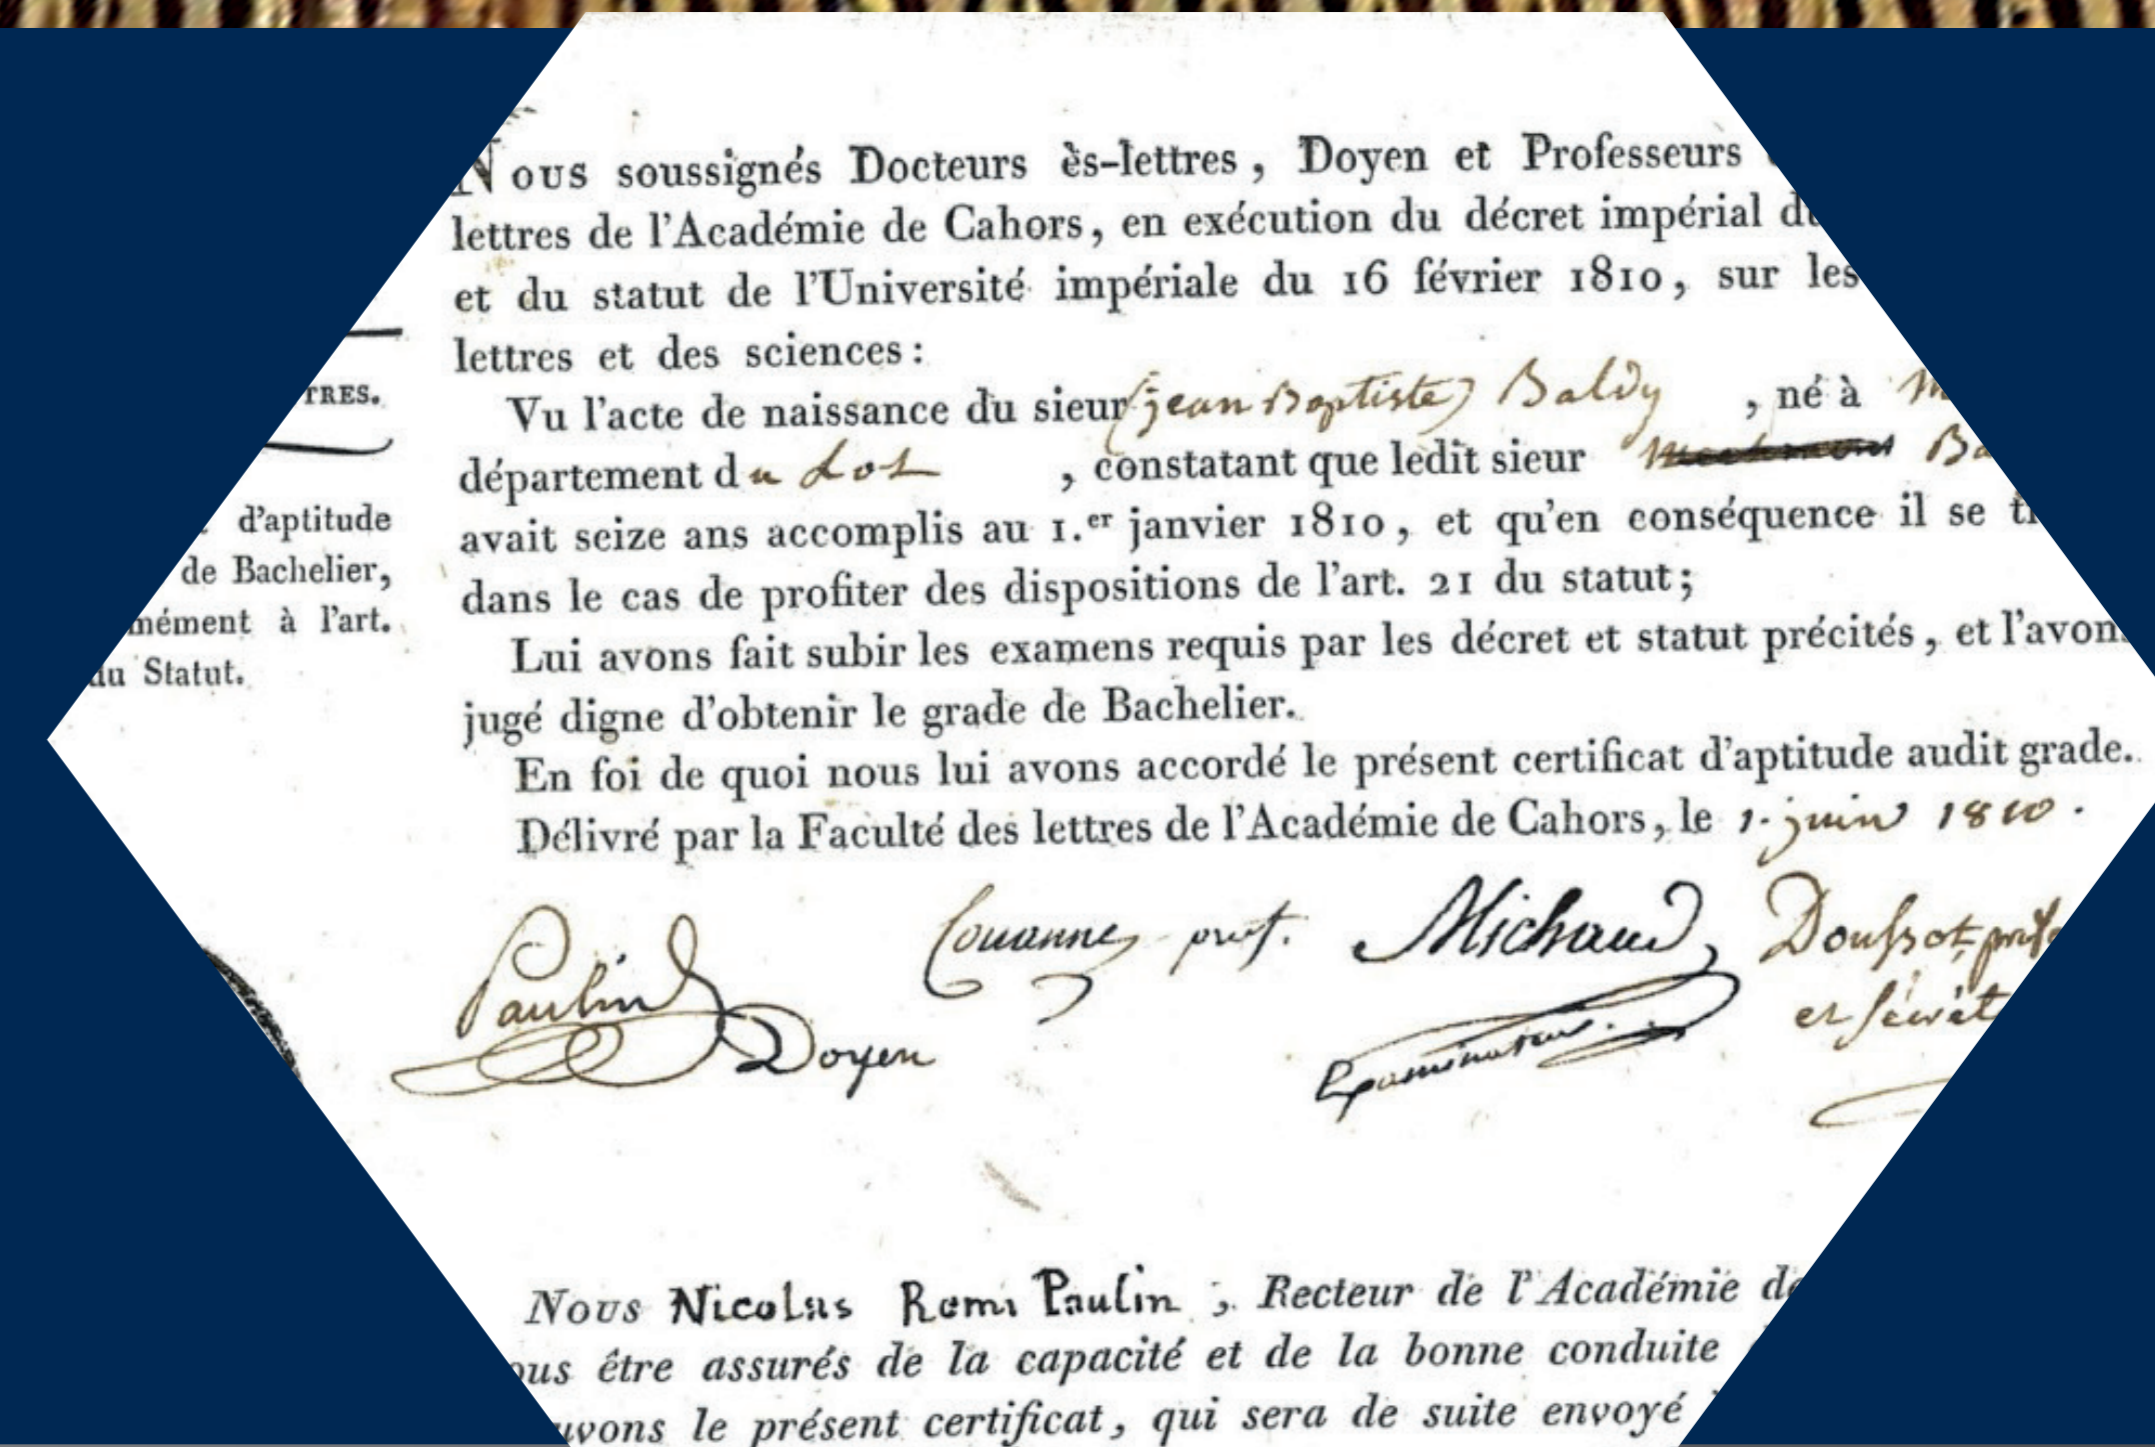 Nous soussignés Docteurs ès-lettres, Doyen et Professeurs
lettres de l'Académie de Cahors, en exécution du décret impérial du
et du statut de l'Université impériale du 16 février 1810, sur les
lettres et des sciences:
Vu l'acte de naissance du sieur (jean Baptiste) Baldy, né à
département du Lot, constatant que ledit sieur Ba
avait seize ans accomplis au 1.er janvier 1810, et qu'en conséquence il se
dans le cas de profiter des dispositions de l'art. 21 du statut;
Lui avons fait subir les examens requis par les décret et statut précités, et l'avons
jugé digne d'obtenir le grade de Bachelier.
En foi de quoi nous lui avons accordé le présent certificat d'aptitude audit grade.
Délivré par la Faculté des lettres de l'Académie de Cahors, le 1. juin 1810.
TRES.
d'aptitude
de Bachelier,
mément à l'art.
du Statut.
Paulin Doyen
prof.
Michaud, Examinateur.
et secrét
Nous Nicolas Remi Paulin, Recteur de l'Académie de
ous être assurés de la capacité et de la bonne conduite
uvons le présent certificat, qui sera de suite envoyé